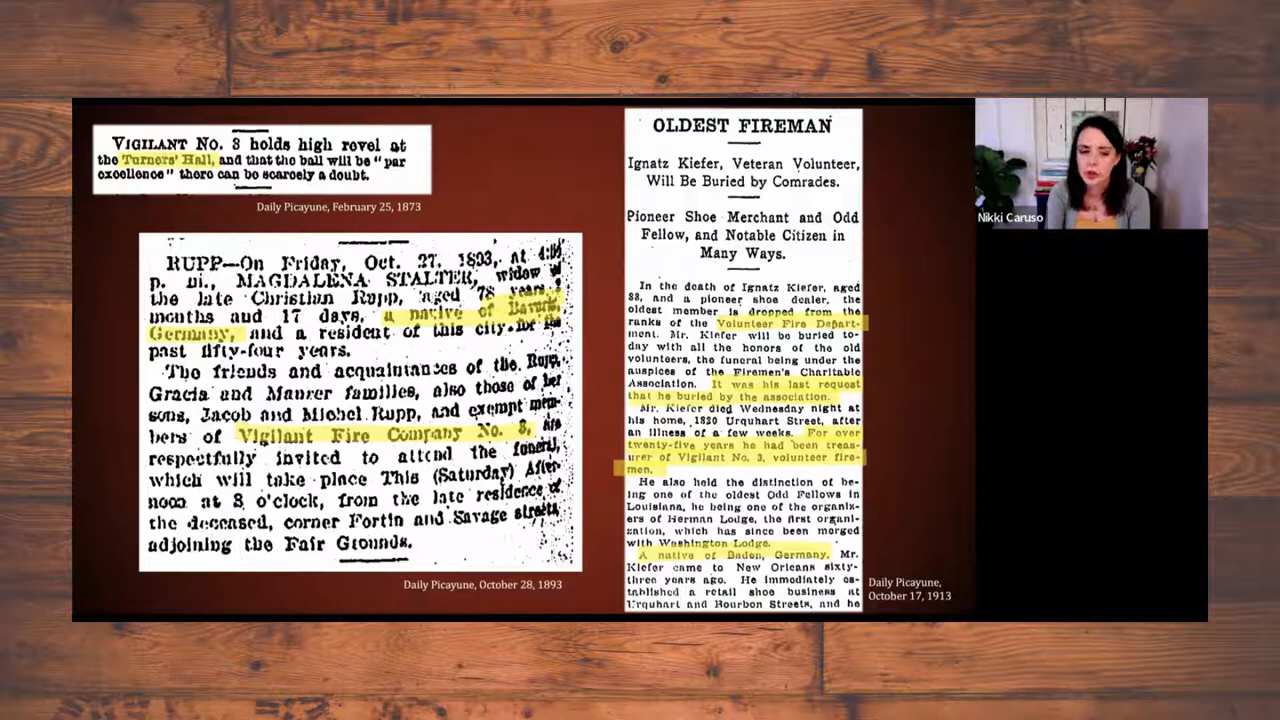 VIGILANT NO. 3 holds high revel at
the Turners' Hall, and that the ball will be "par
excellence" there can be scarcely a doubt.
Daily Picayune, February 25, 1873
RUPP—On Friday, Oct. 27, 1893, at
p. m., MAGDALENA STALTER, widow of
the late Christian Rupp, aged 78 years,
months and 17 days, a native of
Germany, and a resident of this city for the
past fifty-four years.
The friends and acquaintances of the Rupp,
Gracia and Maurer families, also those of her
sons, Jacob and Michel Rupp, and exempt mem-
bers of Vigilant Fire Company No. 3, are
respectfully invited to attend the funeral,
which will take place This (Saturday) After-
noon at 3 o'clock, from the late residence of
the deceased, corner Fortin and Savage streets,
adjoining the Fair Grounds.
Daily Picayune, October 28, 1893
OLDEST FIREMAN
Ignatz Kiefer, Veteran Volunteer,
Will Be Buried by Comrades.
Pioneer Shoe Merchant and Odd
Fellow, and Notable Citizen in
Many Ways.
In the death of Ignatz Kiefer, aged
88, and a pioneer shoe dealer, the
oldest member is dropped from the
ranks of the Volunteer Fire Depart-
ment. Mr. Kiefer will be buried to-
day with all the honors of the old
volunteers, the funeral being under the
auspices of the Firemen's Charitable
Association. It was his last request
that he buried by the association.
Mr. Kiefer died Wednesday night at
his home, 1820 Urquhart Street, after
an illness of a few weeks. For over
twenty-five years he had been treas-
urer of Vigilant No. 3, volunteer fire-
men.
He also held the distinction of be-
ing one of the oldest Odd Fellows in
Louisiana, he being one of the organiz-
ers of Herman Lodge, the first organi-
zation, which has since been merged
with Washington Lodge.
A native of Baden, Germany, Mr.
Kiefer came to New Orleans sixty-
three years ago. He immediately es-
tablished a retail shoe business at
Urquhart and Bourbon Streets, and he
Daily Picayune,
October 17, 1913
Nikki Caruso